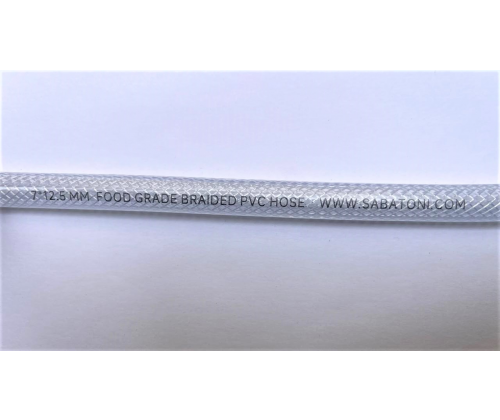 7*12.5 MM FOOD GRADE BRAIDED PVC HOSE WWW.SABATONI.COM